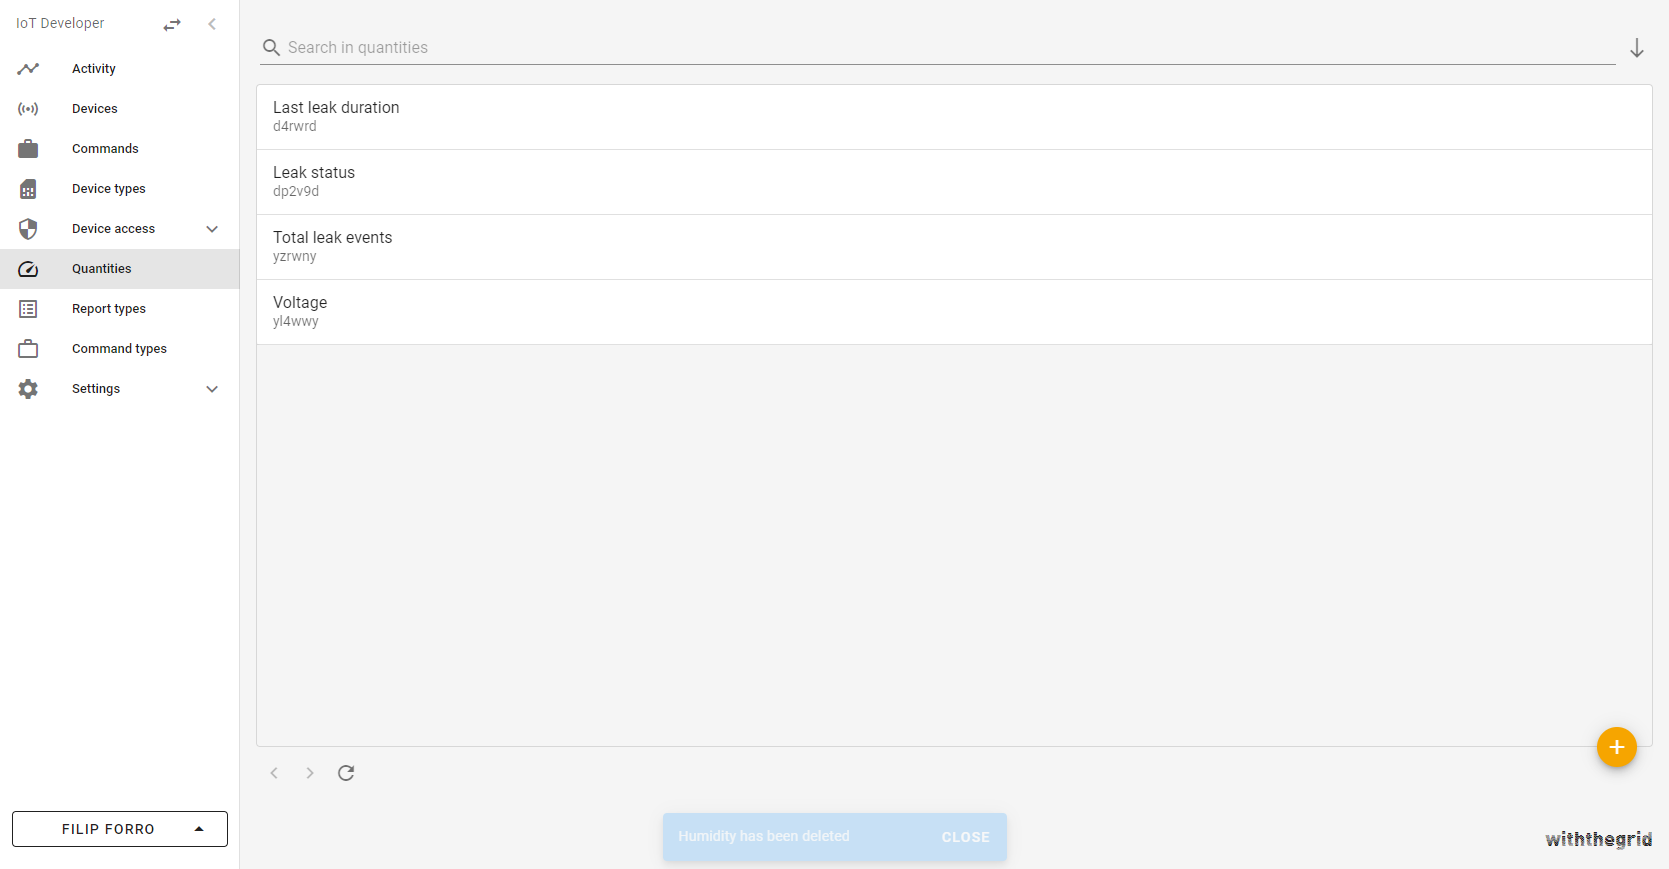 IoT Developer
Activity
Devices
Commands
Device types
Device access
Quantities
Report types
Command types
Settings
FILIP FORRO
Search in quantities
Last leak duration
d4rwrd
Leak status
dp2v9d
Total leak events
yzrwny
Voltage
yl4wwy
Humidity has been deleted CLOSE
withthegrid